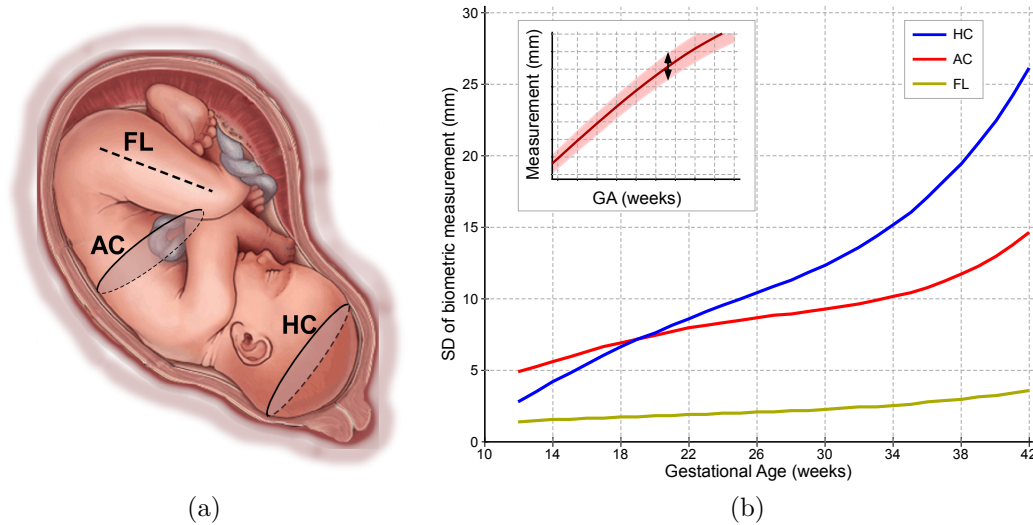 FL
AC
HC
(a)
SD of biometric measurement (mm)
30
25
20
15
10
5
0
10
14
18
22
26
30
34
38
42
Gestational Age (weeks)
Measurement (mm)
GA (weeks)
HC
AC
FL
(b)